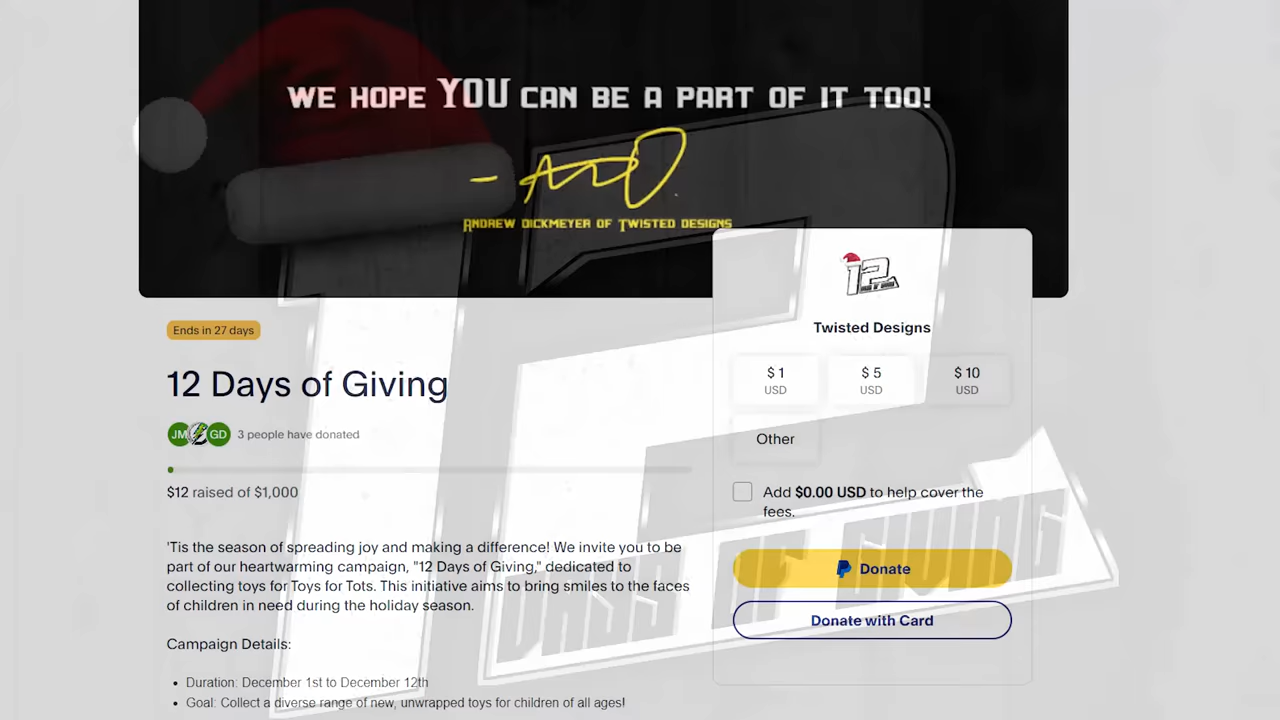 WE HOPE YOU CAN BE A PART OF IT TOO!
ANDREW DICKMEYER OF TWISTED DESIGNS
12
Ends in 27 days
Twisted Designs
12 Days of Giving
$ 1
USD
$ 5
USD
$ 10
USD
JM
GD
3 people have donated
Other
$12 raised of $1,000
Add $0.00 USD to help cover the
fees.
'Tis the season of spreading joy and making a difference! We invite you to be
part of our heartwarming campaign, "12 Days of Giving," dedicated to
collecting toys for Toys for Tots. This initiative aims to bring smiles to the faces
of children in need during the holiday season.
Donate
Donate with Card
Campaign Details:
• Duration: December 1st to December 12th
• Goal: Collect a diverse range of new, unwrapped toys for children of all ages!
12
DAYS OF GIVING